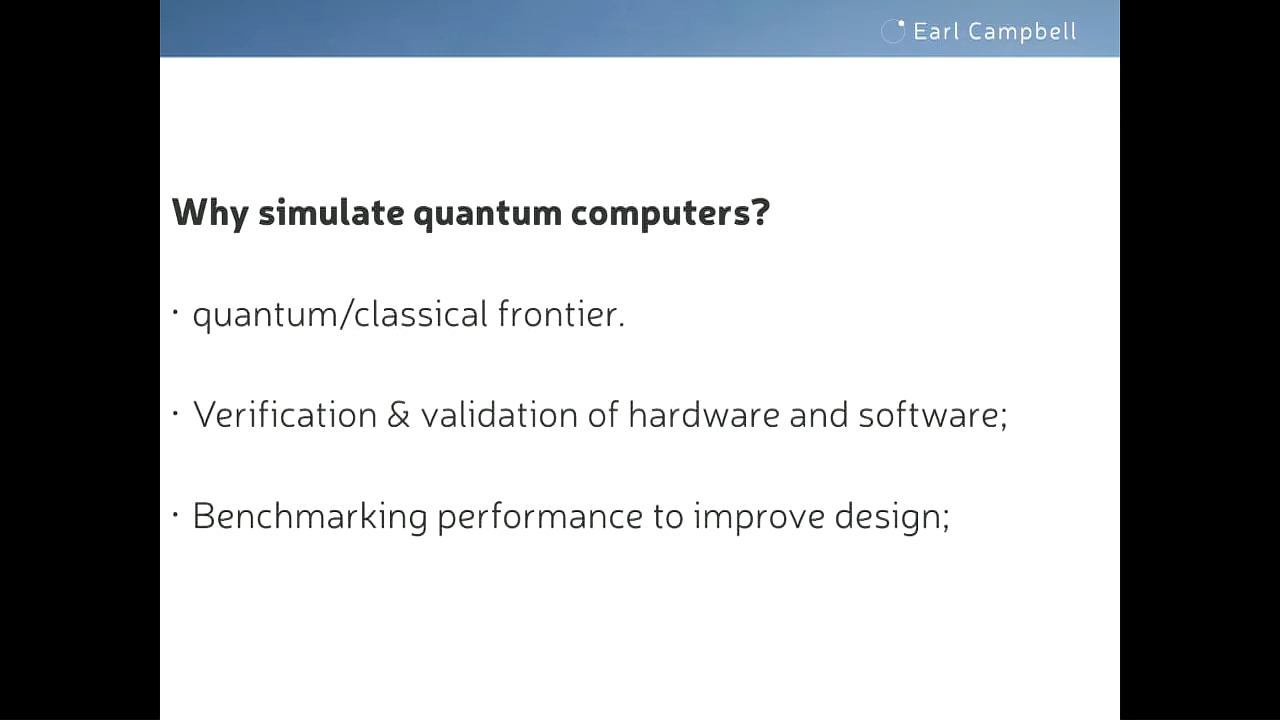 Earl Campbell
Why simulate quantum computers?
· quantum/classical frontier.
· Verification & validation of hardware and software;
· Benchmarking performance to improve design;